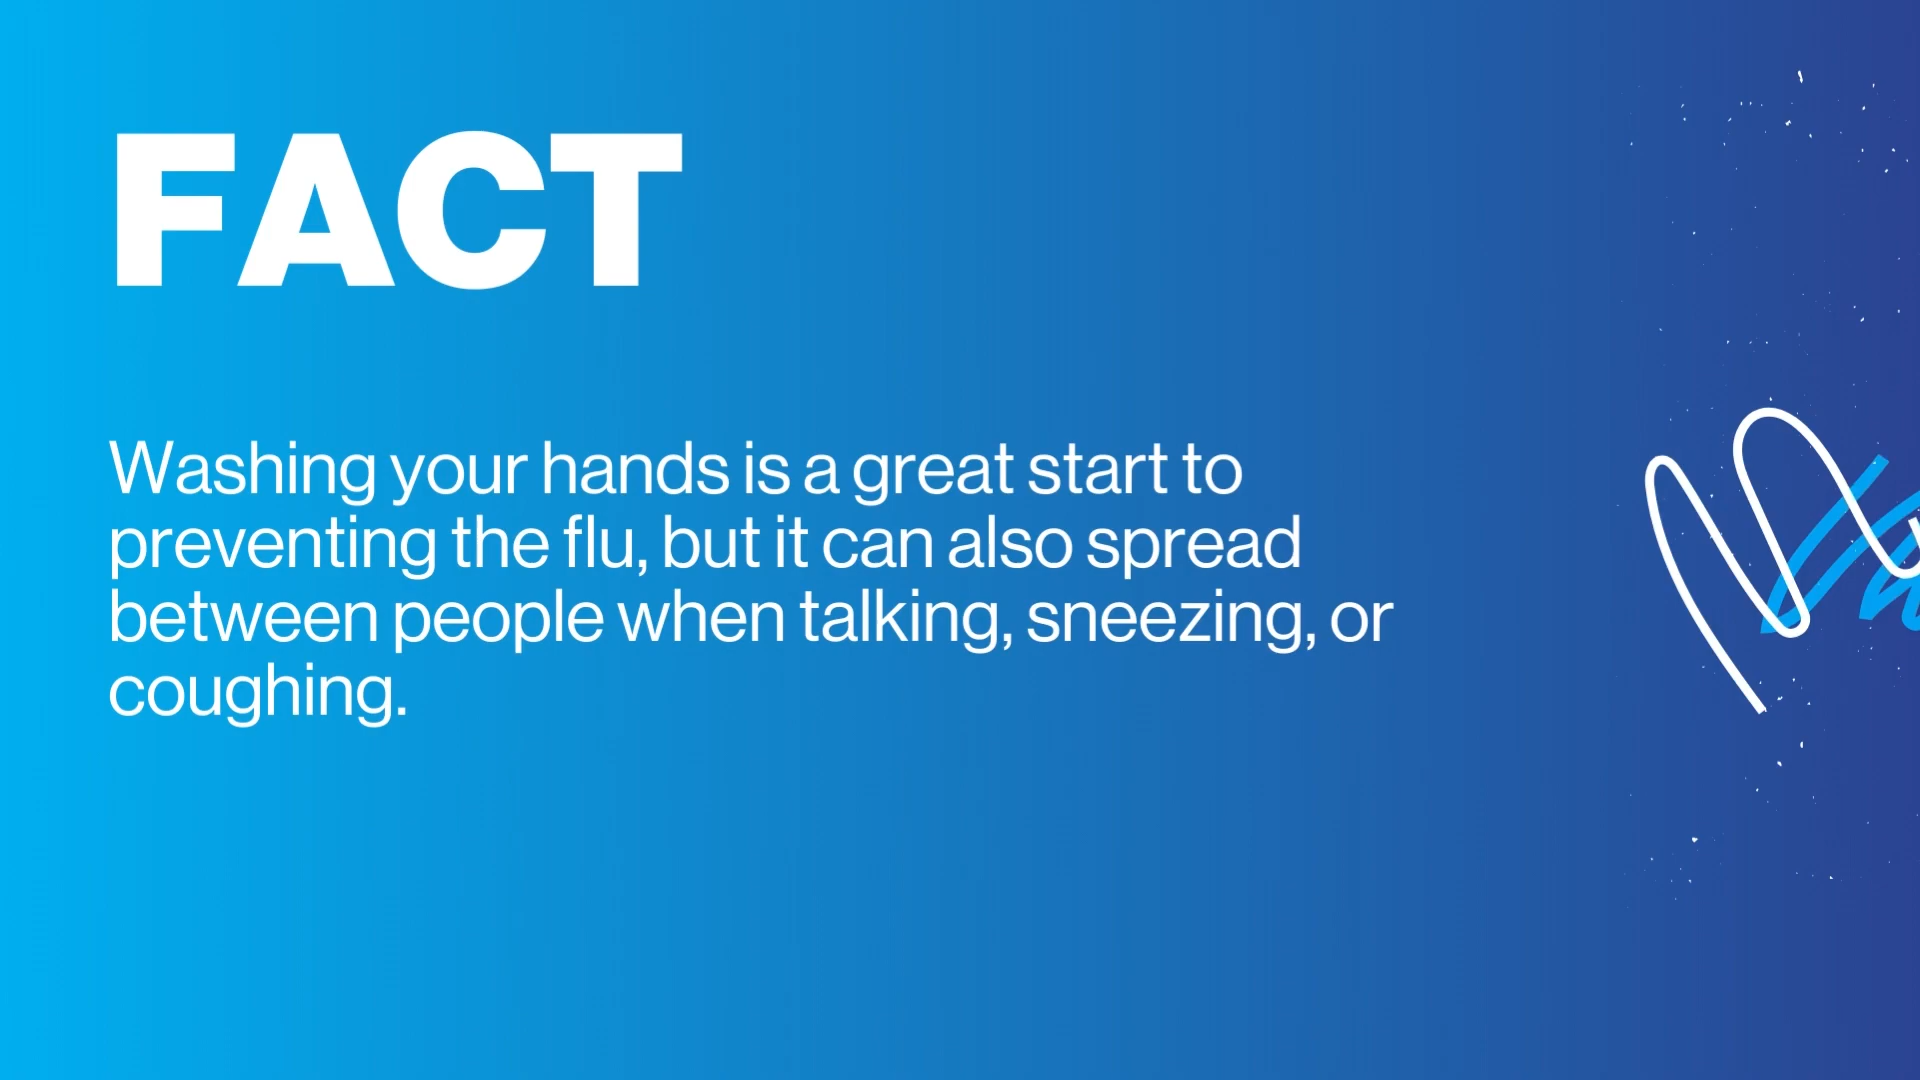 FACT
Washing your hands is a great start to
preventing the flu, but it can also spread
between people when talking, sneezing, or
coughing.